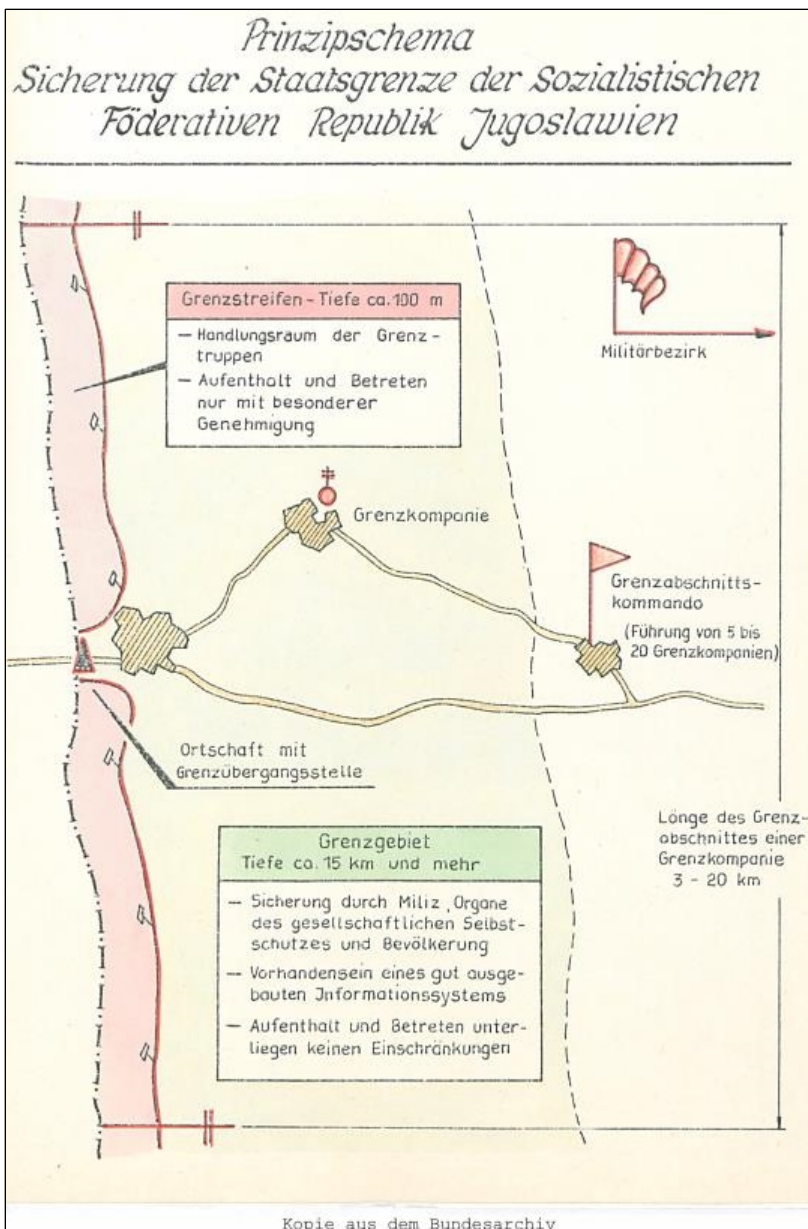 Prinzipschema
Sicherung der Staatsgrenze der Sozialistischen
Föderativen Republik Jugoslawien
Grenzstreifen - Tiefe ca. 100 m
– Handlungsraum der Grenz-
truppen
– Aufenthalt und Betreten
nur mit besonderer
Genehmigung
Militärbezirk
Grenzkompanie
Grenzabschnitts-
kommando
(Führung von 5 bis
20 Grenzkompanien)
Ortschaft mit
Grenzübergangsstelle
Länge des Grenz-
abschnittes einer
Grenzkompanie
3 - 20 km
Grenzgebiet
Tiefe ca. 15 km und mehr
– Sicherung durch Miliz, Organe
des gesellschaftlichen Selbst-
schutzes und Bevölkerung
– Vorhandensein eines gut ausge-
bauten Informationssystems
– Aufenthalt und Betreten unter-
liegen keinen Einschränkungen
Kopie aus dem Bundesarchiv